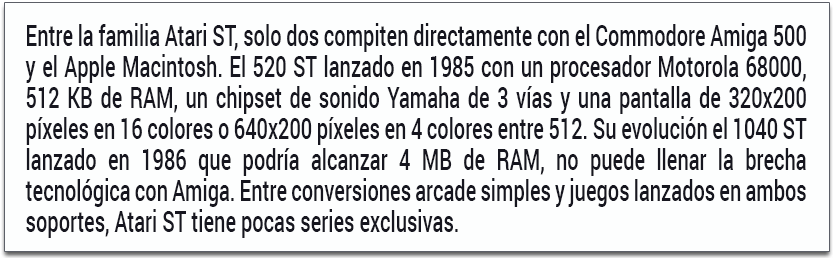 Entre la familia Atari ST, solo dos compiten directamente con el Commodore Amiga 500
y el Apple Macintosh. El 520 ST lanzado en 1985 con un procesador Motorola 68000,
512 KB de RAM, un chipset de sonido Yamaha de 3 vías y una pantalla de 320x200
píxeles en 16 colores o 640x200 píxeles en 4 colores entre 512. Su evolución el 1040 ST
lanzado en 1986 que podría alcanzar 4 MB de RAM, no puede llenar la brecha
tecnológica con Amiga. Entre conversiones arcade simples y juegos lanzados en ambos
soportes, Atari ST tiene pocas series exclusivas.